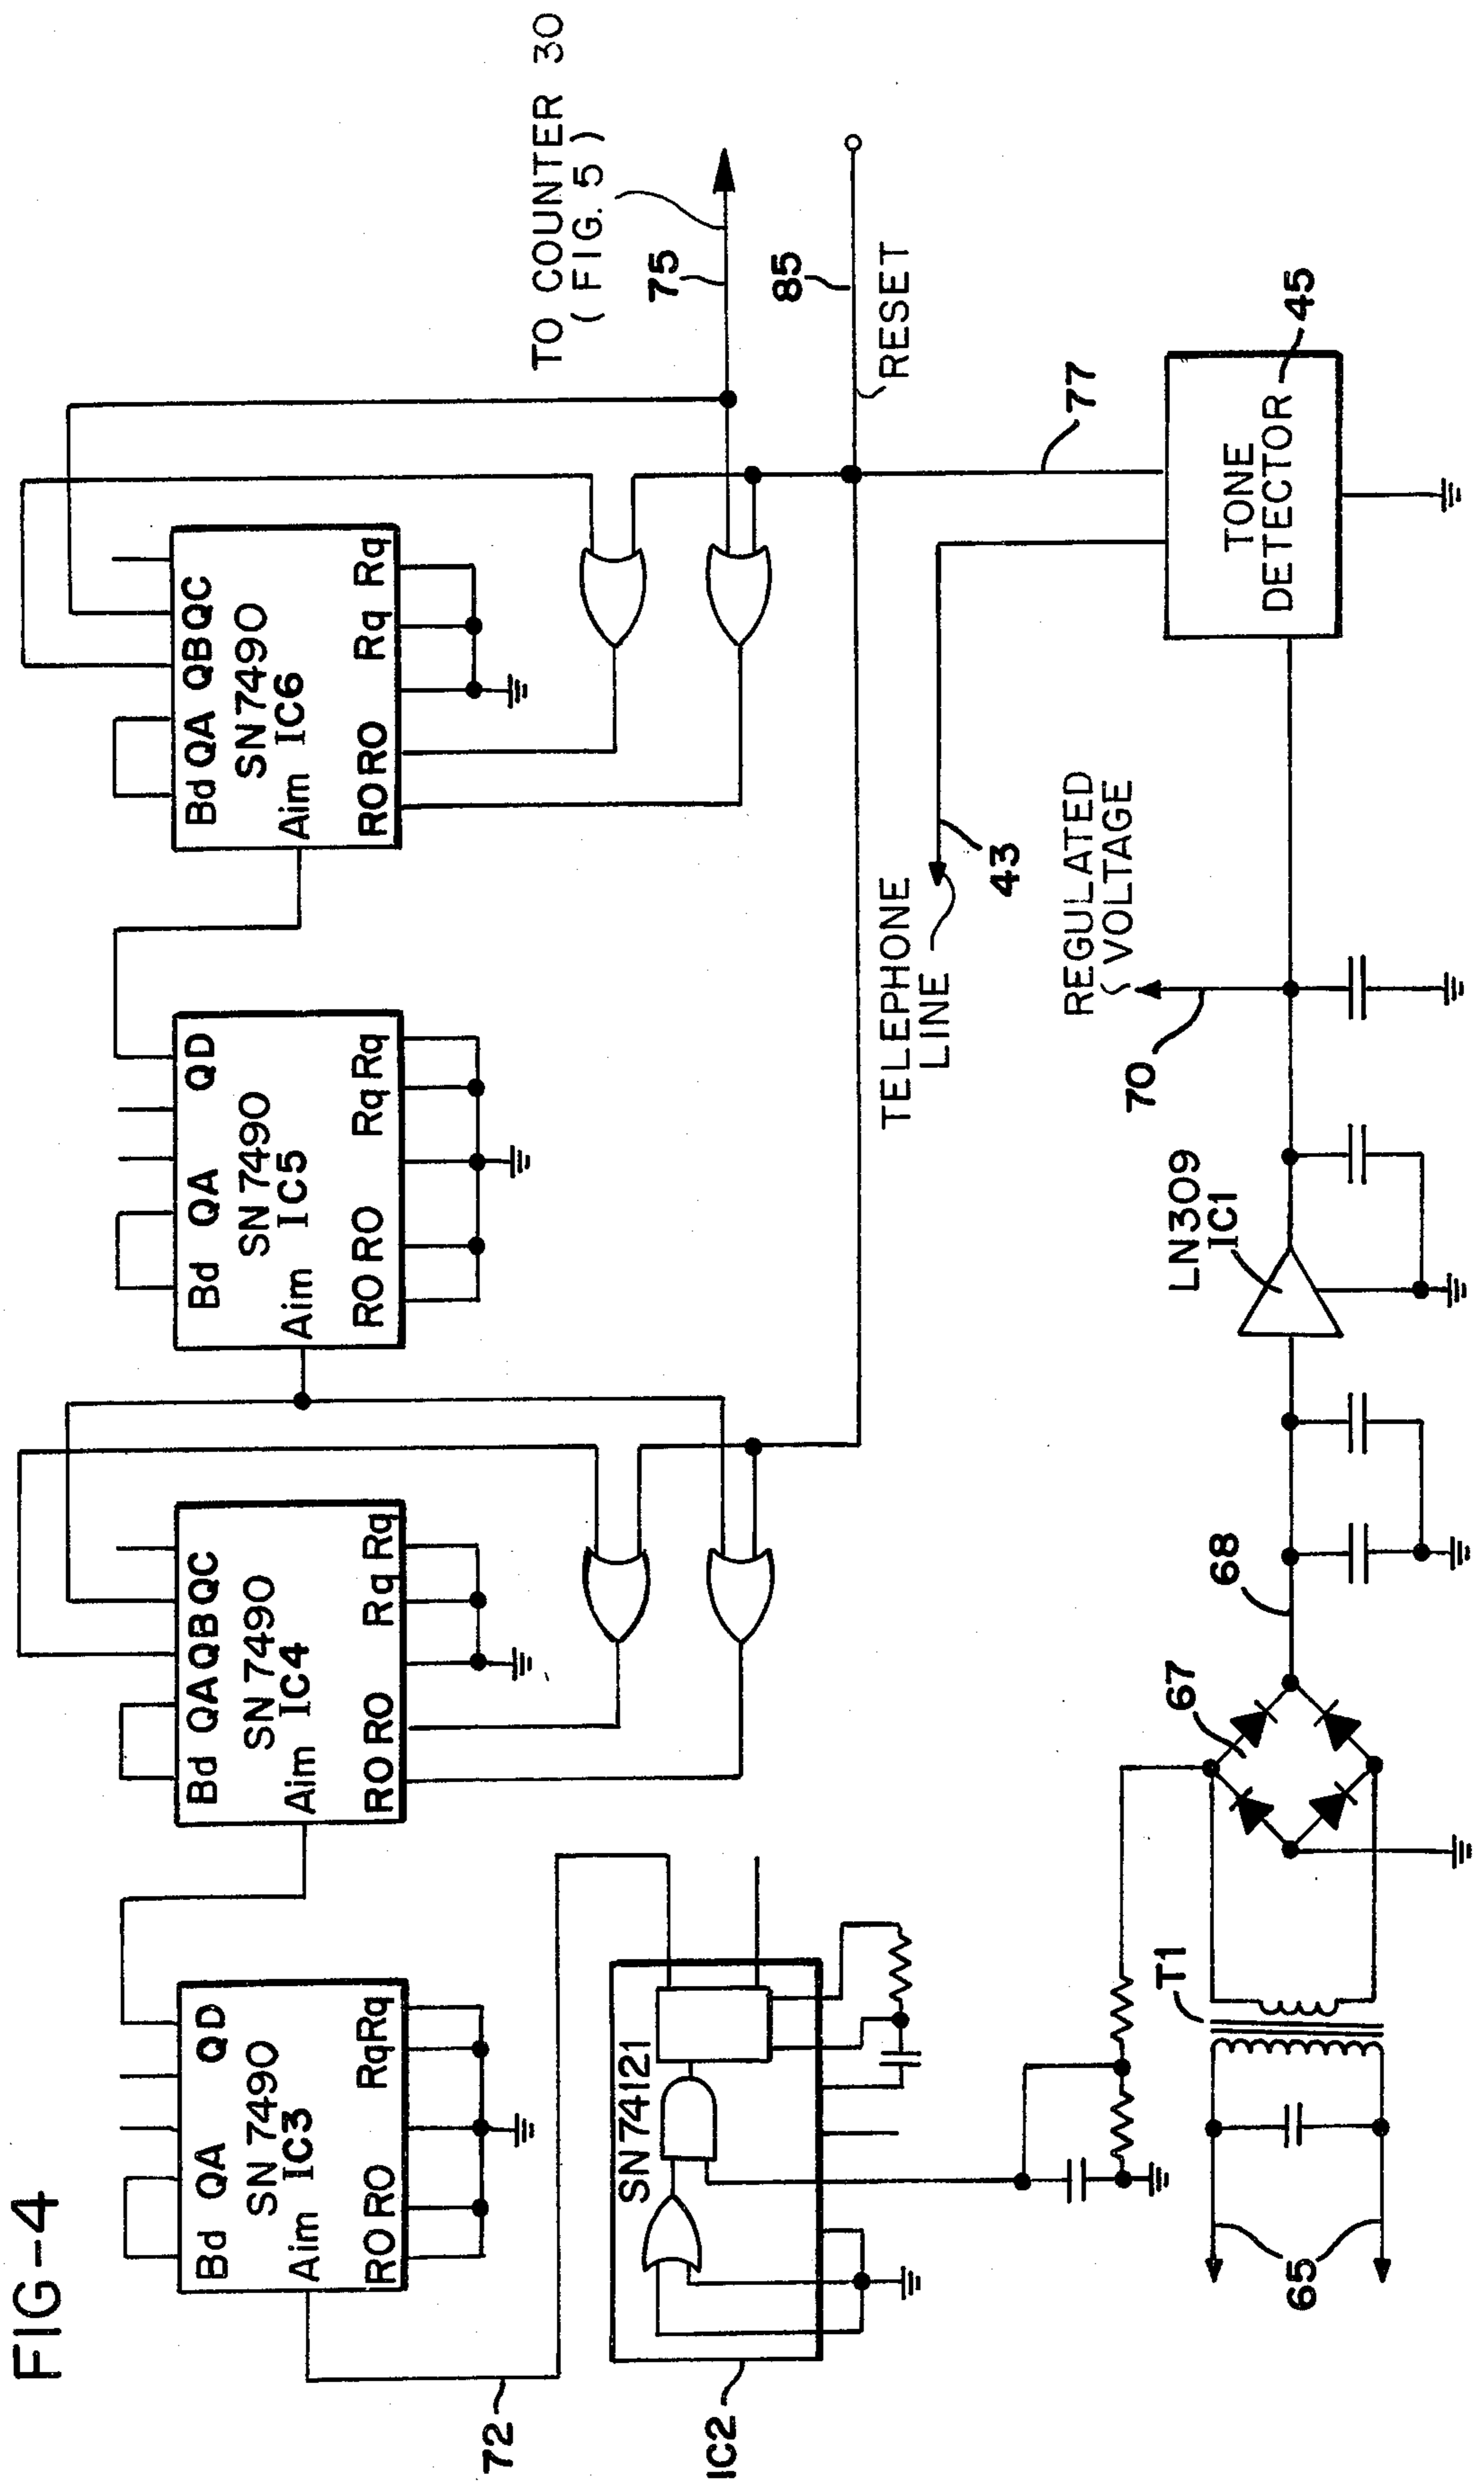 FIG-4
TO COUNTER 30
( FIG. 5 )
75
85
RESET
77
Bd QA QD
SN 7490
IC3
Aim
RO RO Rq Rq
Bd QA QB QC
SN 7490
IC4
Aim
RO RO Rq Rq
Bd QA QD
SN 7490
IC5
Aim
RO RO Rq Rq
Bd QA QB QC
SN 7490
IC6
Aim
RO RO Rq Rq
72
IC2
SN 74121
TELEPHONE
LINE
43
REGULATED
VOLTAGE
70
TONE
DETECTOR
45
LN309
IC1
68
67
T1
65